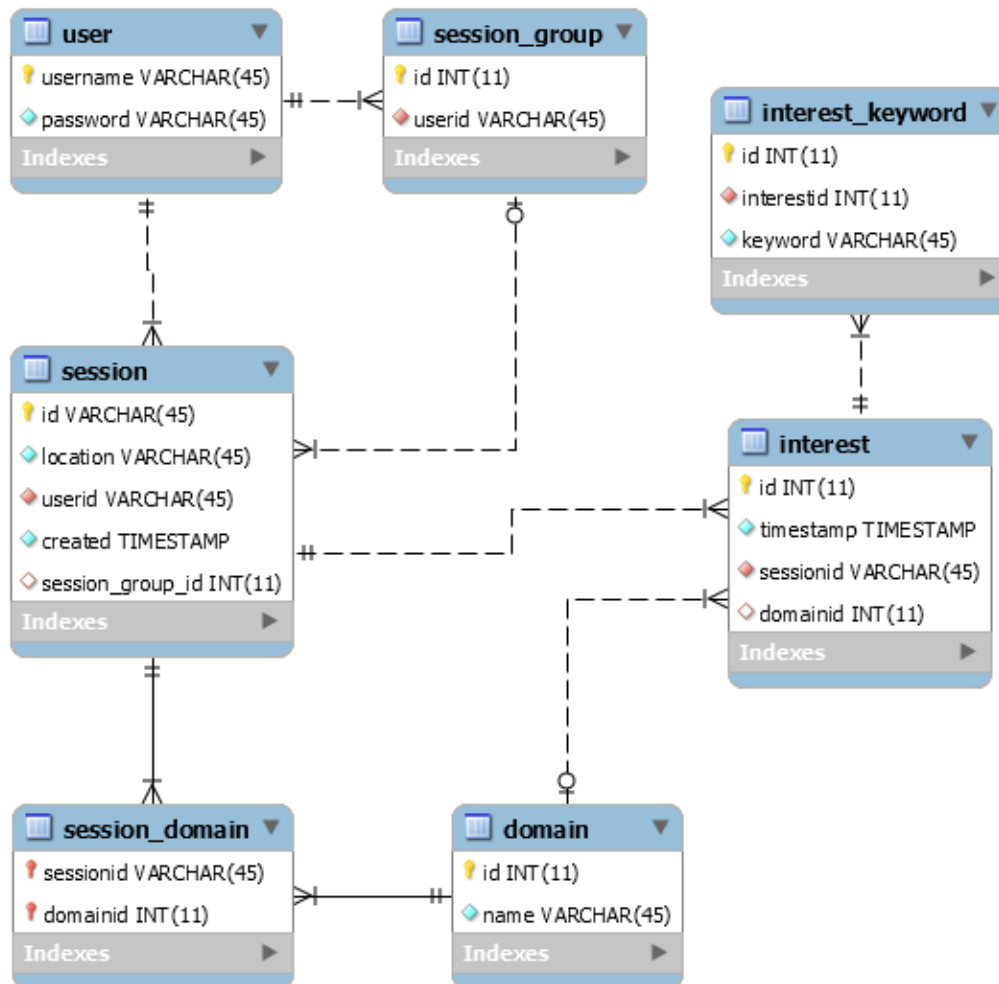 user
username VARCHAR(45)
password VARCHAR(45)
Indexes
session_group
id INT(11)
userid VARCHAR(45)
Indexes
interest_keyword
id INT(11)
interestid INT(11)
keyword VARCHAR(45)
Indexes
session
id VARCHAR(45)
location VARCHAR(45)
userid VARCHAR(45)
created TIMESTAMP
session_group_id INT(11)
Indexes
interest
id INT(11)
timestamp TIMESTAMP
sessionid VARCHAR(45)
domainid INT(11)
Indexes
session_domain
sessionid VARCHAR(45)
domainid INT(11)
Indexes
domain
id INT(11)
name VARCHAR(45)
Indexes